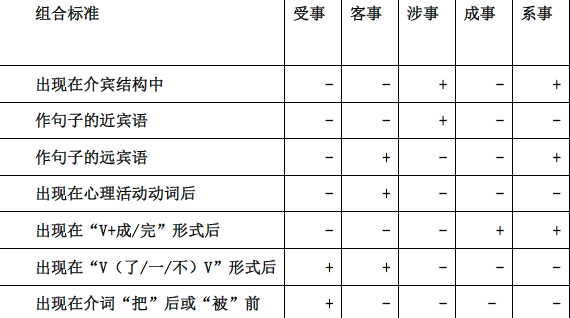 组合标准 受事 客事 涉事 成事 系事
出现在介宾结构中 － － + － +
作句子的近宾语 － － + － －
作句子的远宾语 － + － － +
出现在心理活动动词后 － + － － －
出现在“V+成/完”形式后 － － － + +
出现在“V（了/一/不）V”形式后 + + － － －
出现在介词“把”后或“被”前 + － － － －